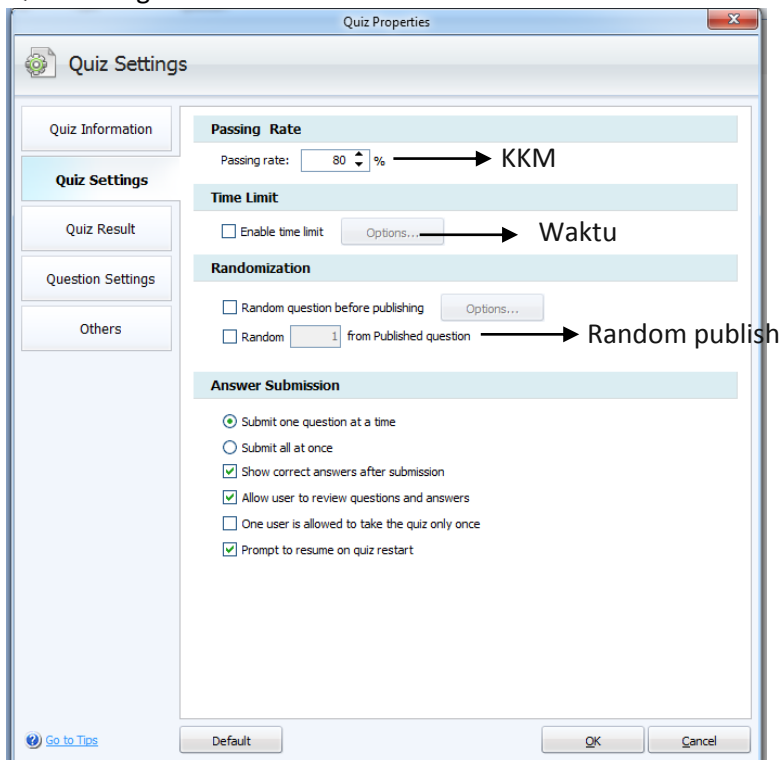 Quiz Properties
Quiz Settings
Quiz Information
Quiz Settings
Quiz Result
Question Settings
Others
Passing Rate
Passing rate: 80 % KKM
Time Limit
Enable time limit Options... Waktu
Randomization
Random question before publishing Options...
Random 1 from Published question Random publish
Answer Submission
Submit one question at a time
Submit all at once
Show correct answers after submission
Allow user to review questions and answers
One user is allowed to take the quiz only once
Prompt to resume on quiz restart
Go to Tips Default OK Cancel